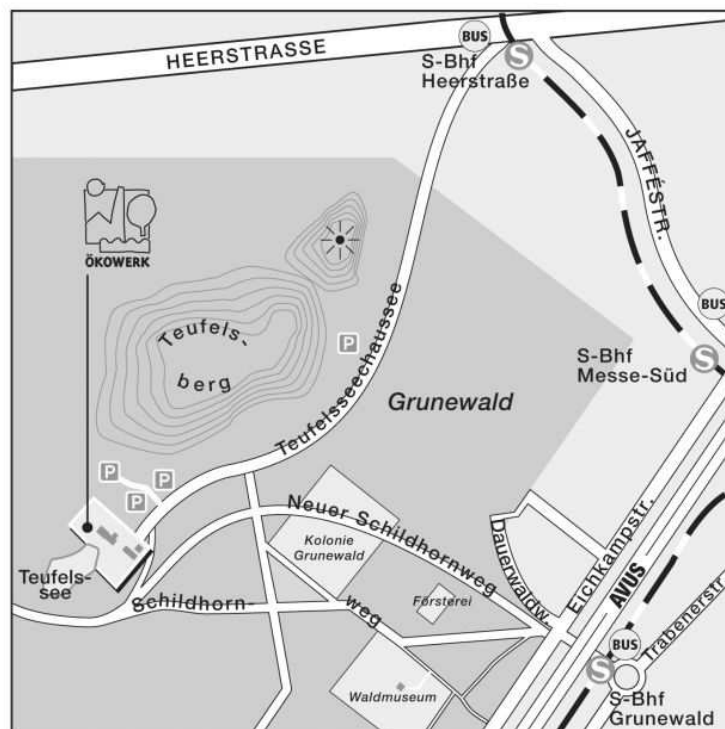 HEERSTRASSE
BUS
S
S-Bhf
Heerstraße
JAFFÉSTR.
ÖKOWERK
BUS
Teufels-
berg
P
S
S-Bhf
Messe-Süd
Teufelsseechaussee
Grunewald
P
P
P
Neuer Schildhornweg
Kolonie
Grunewald
Dauerwaldw.
Eichkampstr.
AVUS
Teufels-
see
Schildhorn-
weg
Försterei
Trabenerstr
BUS
S
Waldmuseum
S-Bhf
Grunewald